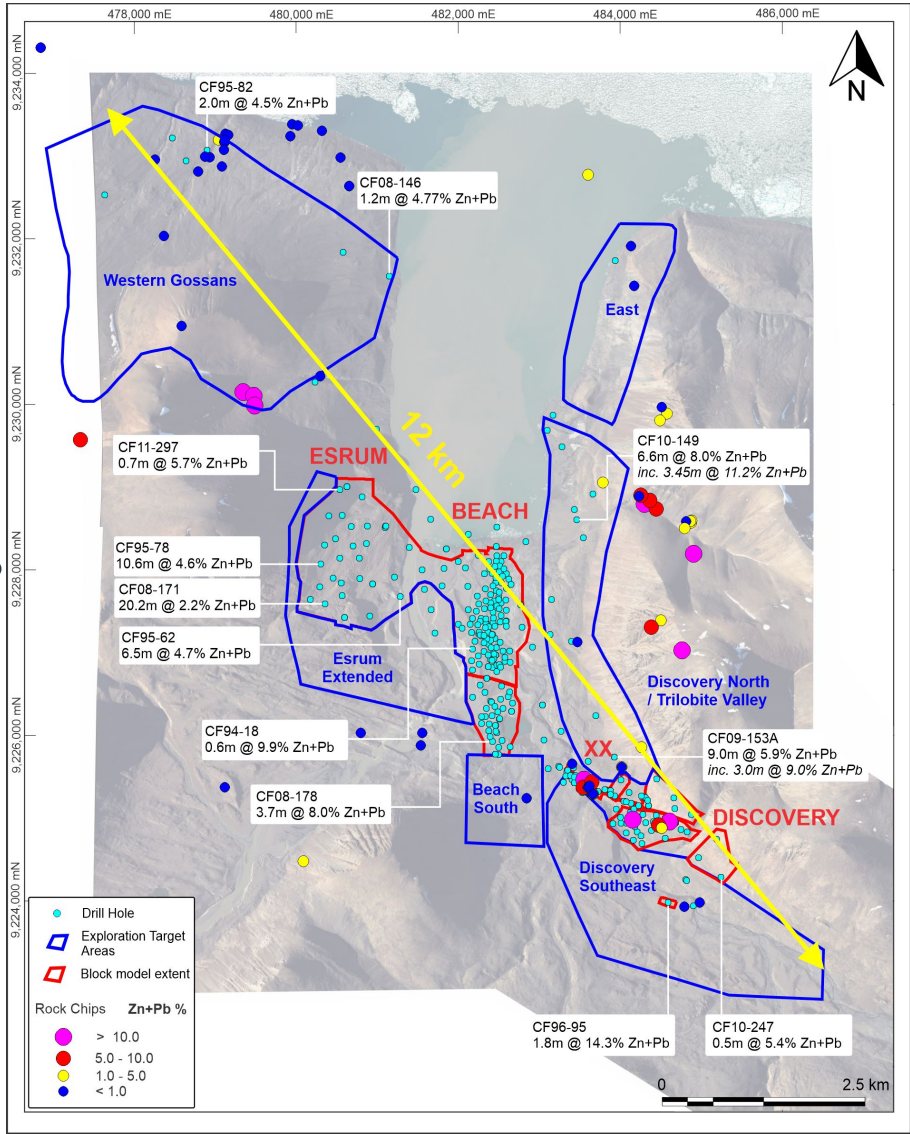 478,000 mE
480,000 mE
482,000 mE
484,000 mE
486,000 mE
9,234,000 mN
9,232,000 mN
9,230,000 mN
9,228,000 mN
9,226,000 mN
9,224,000 mN
N
CF95-82
2.0m @ 4.5% Zn+Pb
CF08-146
1.2m @ 4.77% Zn+Pb
Western Gossans
East
12 km
CF11-297
0.7m @ 5.7% Zn+Pb
ESRUM
CF10-149
6.6m @ 8.0% Zn+Pb
inc. 3.45m @ 11.2% Zn+Pb
BEACH
CF95-78
10.6m @ 4.6% Zn+Pb
CF08-171
20.2m @ 2.2% Zn+Pb
CF95-62
6.5m @ 4.7% Zn+Pb
Esrum
Extended
Discovery North
/ Trilobite Valley
CF94-18
0.6m @ 9.9% Zn+Pb
XX
CF09-153A
9.0m @ 5.9% Zn+Pb
inc. 3.0m @ 9.0% Zn+Pb
CF08-178
3.7m @ 8.0% Zn+Pb
Beach
South
DISCOVERY
Discovery
Southeast
CF96-95
1.8m @ 14.3% Zn+Pb
CF10-247
0.5m @ 5.4% Zn+Pb
Drill Hole
Exploration Target
Areas
Block model extent
Rock Chips Zn+Pb %
> 10.0
5.0 - 10.0
1.0 - 5.0
< 1.0
0 2.5 km